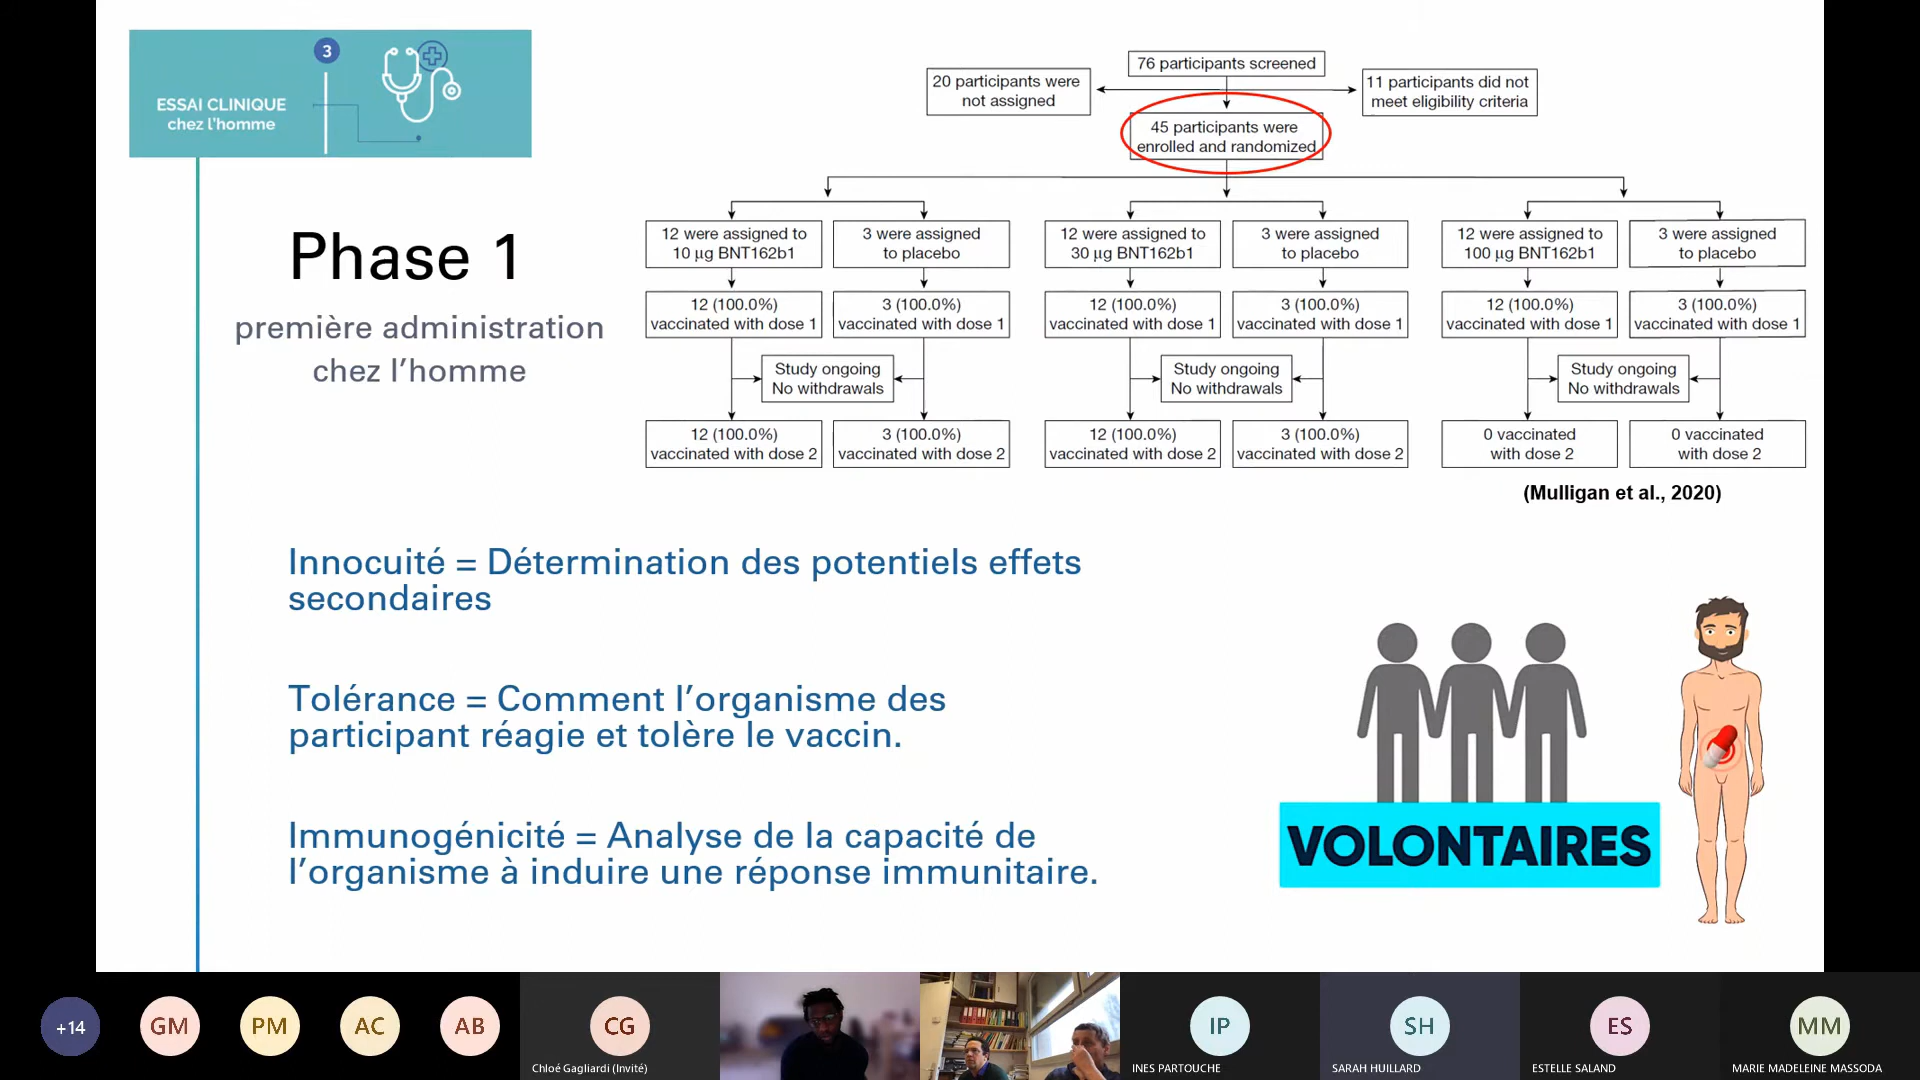 3
ESSAI CLINIQUE
chez l'homme
Phase 1
première administration
chez l'homme
76 participants screened
20 participants were
not assigned
11 participants did not
meet eligibility criteria
45 participants were
enrolled and randomized
12 were assigned to
10 µg BNT162b1
3 were assigned
to placebo
12 were assigned to
30 µg BNT162b1
3 were assigned
to placebo
12 were assigned to
100 µg BNT162b1
3 were assigned
to placebo
12 (100.0%)
vaccinated with dose 1
3 (100.0%)
vaccinated with dose 1
12 (100.0%)
vaccinated with dose 1
3 (100.0%)
vaccinated with dose 1
12 (100.0%)
vaccinated with dose 1
3 (100.0%)
vaccinated with dose 1
Study ongoing
No withdrawals
Study ongoing
No withdrawals
Study ongoing
No withdrawals
12 (100.0%)
vaccinated with dose 2
3 (100.0%)
vaccinated with dose 2
12 (100.0%)
vaccinated with dose 2
3 (100.0%)
vaccinated with dose 2
0 vaccinated
with dose 2
0 vaccinated
with dose 2
(Mulligan et al., 2020)
Innocuité = Détermination des potentiels effets
secondaires
Tolérance = Comment l'organisme des
participant réagie et tolère le vaccin.
Immunogénicité = Analyse de la capacité de
l'organisme à induire une réponse immunitaire.
VOLONTAIRES
+14
GM
PM
AC
AB
CG
Chloé Gagliardi (Invité)
IP
INES PARTOUCHE
SH
SARAH HUILLARD
ES
ESTELLE SALAND
MM
MARIE MADELEINE MASSODA